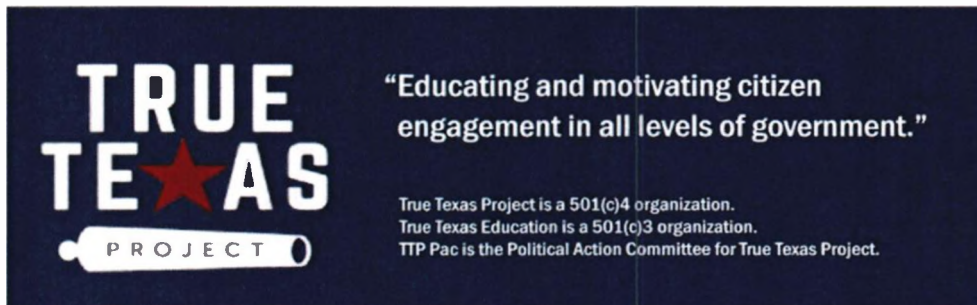 TRUE
TEXAS
PROJECT
“Educating and motivating citizen
engagement in all levels of government.”
True Texas Project is a 501(c)4 organization.
True Texas Education is a 501(c)3 organization.
TTP Pac is the Political Action Committee for True Texas Project.